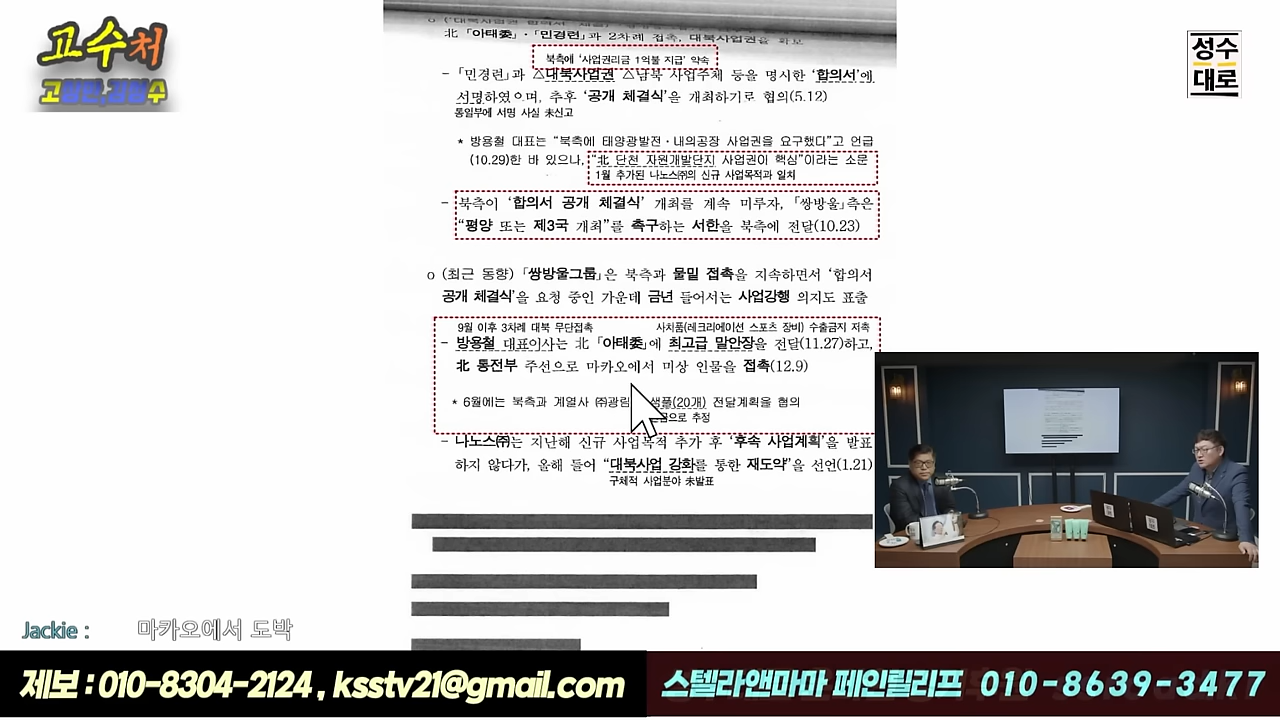 교수처
고
수
성수
대로
北 「아태委」·「민경련」과 2차례 접촉, 대북사업권을 확보
북측에 '사업권리금 1억불 지급' 약속
- 「민경련」과 △대북사업권 △남북 사업주체 등을 명시한 '합의서'에
서명하였으며, 추후 '공개 체결식'을 개최하기로 협의(5.12)
통일부에 서명 사실 未신고
* 방용철 대표는 "북측에 태양광발전·내의공장 사업권을 요구했다"고 언급
(10.29)한 바 있으나, "北 단천 자원개발단지 사업권이 핵심"이라는 소문
1월 추가된 나노스㈜의 신규 사업목적과 일치
- 북측이 '합의서 공개 체결식' 개최를 계속 미루자, 「쌍방울」측은
"평양 또는 제3국 개최"를 촉구하는 서한을 북측에 전달(10.23)
o (최근 동향) 「쌍방울그룹」은 북측과 물밑 접촉을 지속하면서 '합의서
공개 체결식'을 요청 중인 가운데 금년 들어서는 사업강행 의지도 표출
9월 이후 3차례 대북 무단접촉 사치품(레크리에이션 스포츠 장비) 수출금지 저촉
- 방용철 대표이사는 北 「아태委」에 최고급 말안장을 전달(11.27)하고,
北 통전부 주선으로 마카오에서 미상 인물을 접촉(12.9)
* 6월에는 북측과 계열사 ㈜광림 샘플(20개) 전달계획을 협의
으로 추정
- 나노스㈜는 지난해 신규 사업목적 추가 후 '후속 사업계획'을 발표
하지 않다가, 올해 들어 "대북사업 강화를 통한 재도약"을 선언(1.21)
구체적 사업분야 未발표
Jackie : 마카오에서 도박
제보 : 010-8304-2124 , ksstv21@gmail.com
스텔라앤마마 페인릴리프 010-8639-3477